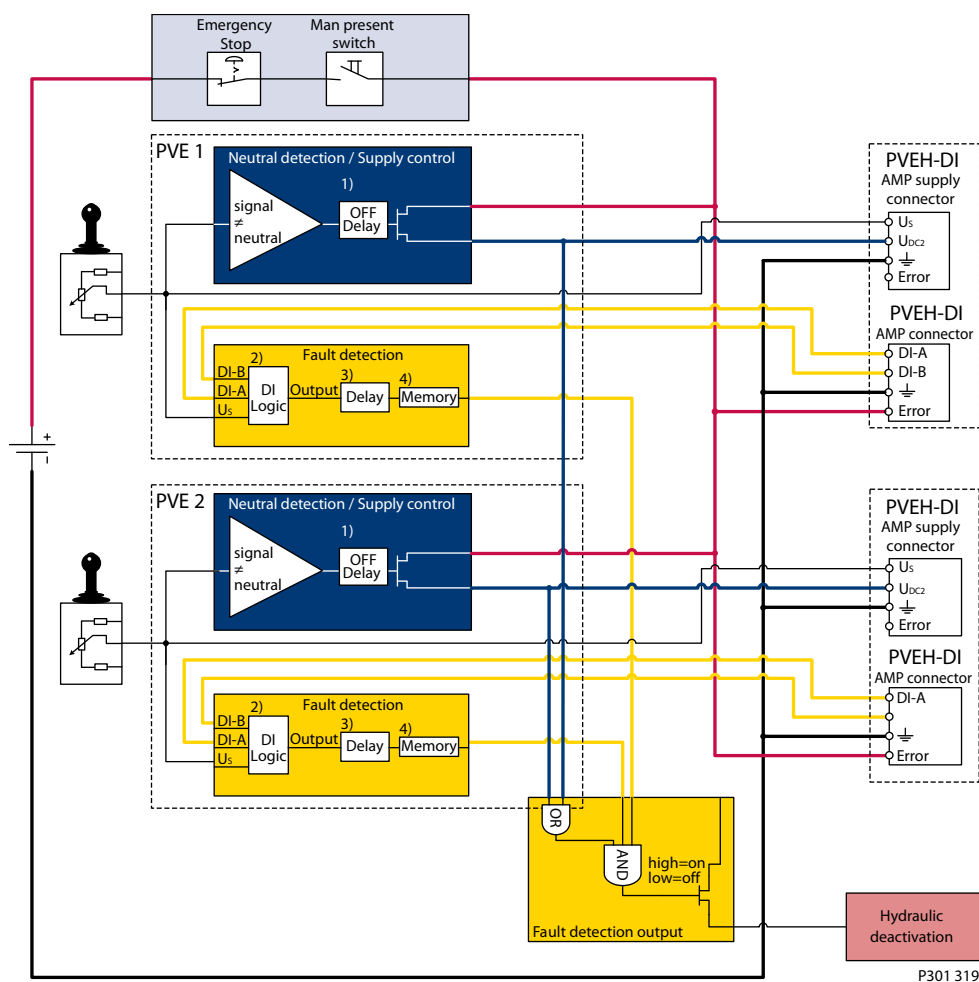 Emergency
Stop
Man present
switch
PVE 1
Neutral detection / Supply control
1)
signal
≠
neutral
OFF
Delay
PVEH-DI
AMP supply
connector
Us
UDC2
Error
PVEH-DI
AMP connector
DI-A
DI-B
Error
Fault detection
2)
3)
4)
DI-B
DI-A
Us
DI
Logic
Output
Delay
Memory
+
–
PVE 2
Neutral detection / Supply control
1)
signal
≠
neutral
OFF
Delay
PVEH-DI
AMP supply
connector
Us
UDC2
Error
PVEH-DI
AMP connector
DI-A
Error
Fault detection
2)
3)
4)
DI-B
DI-A
Us
DI
Logic
Output
Delay
Memory
OR
AND
high=on
low=off
Fault detection output
Hydraulic
deactivation
P301 319